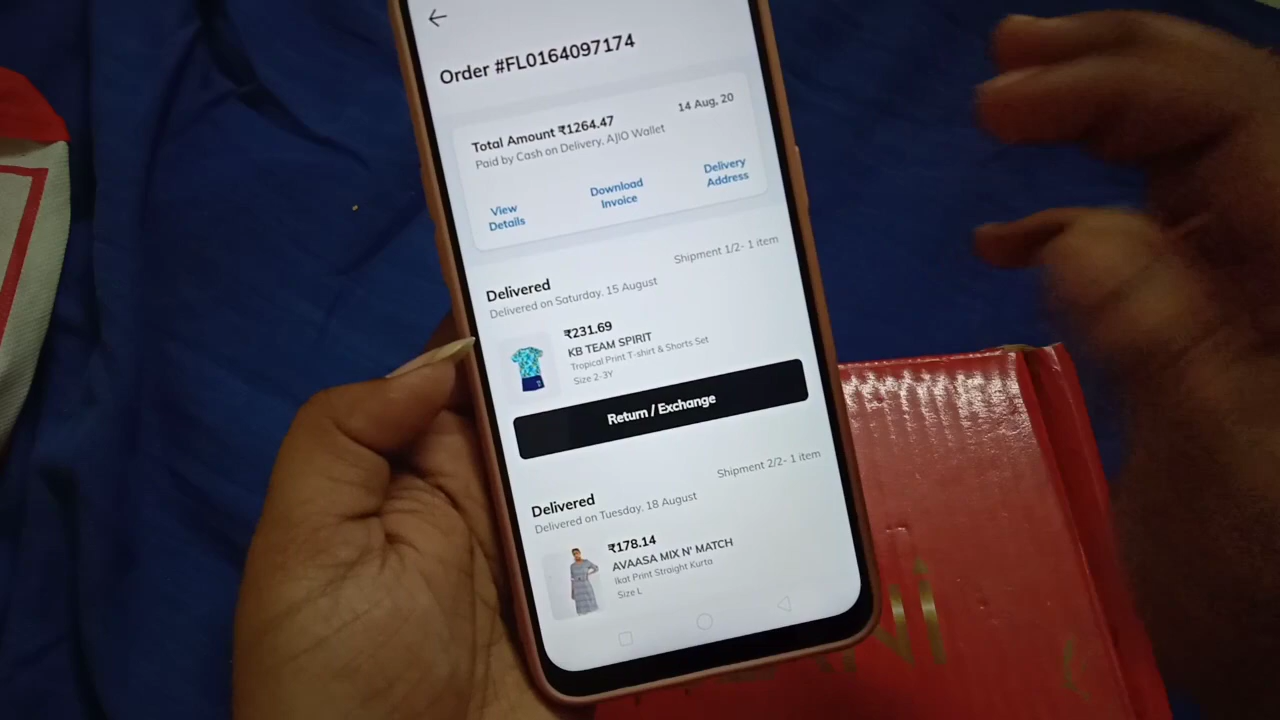 Order #FL0164097174
14 Aug, 20
Total Amount ₹1264.47
Paid by Cash on Delivery, AJIO Wallet
View
Details
Download
Invoice
Delivery
Address
Shipment 1/2- 1 item
Delivered
Delivered on Saturday, 15 August
₹231.69
KB TEAM SPIRIT
Tropical Print T-shirt & Shorts Set
Size 2-3Y
Return / Exchange
Shipment 2/2- 1 item
Delivered
Delivered on Tuesday, 18 August
₹178.14
AVAASA MIX N' MATCH
Ikat Print Straight Kurta
Size L